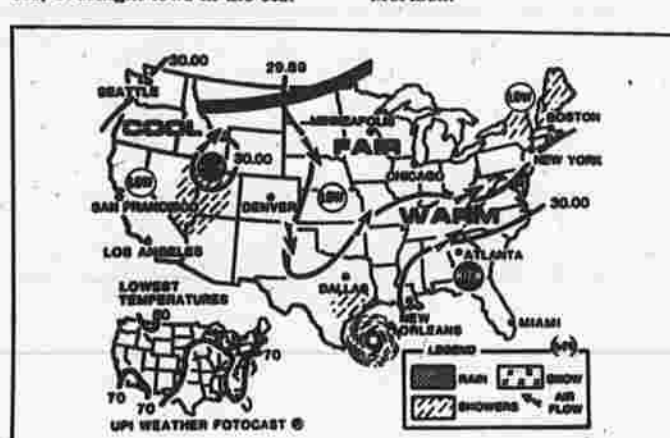 30.00
29.89
SEATTLE
LOW
COOL
MINNEAPOLIS
FAIR
BOSTON
30.00
NEW YORK
LOW
CHICAGO
LOW
SAN FRANCISCO
DENVER
WARM
30.00
LOS ANGELES
ATLANTA
HIGH
LOWEST
TEMPERATURES
DALLAS
80
NEW
ORLEANS
MIAMI
70
LEGEND
UPI
RAIN
SNOW
70
70
SHOWERS
AIR
FLOW
UPI WEATHER FOTOCAST ®